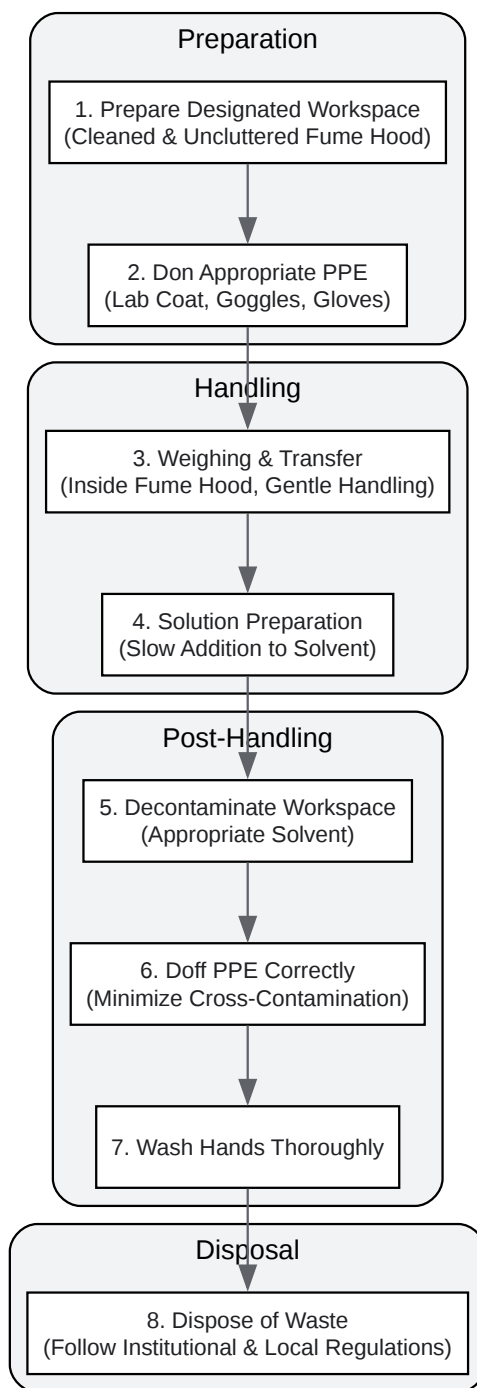 Preparation
1. Prepare Designated Workspace
(Cleaned & Uncluttered Fume Hood)
2. Don Appropriate PPE
(Lab Coat, Goggles, Gloves)
Handling
3. Weighing & Transfer
(Inside Fume Hood, Gentle Handling)
4. Solution Preparation
(Slow Addition to Solvent)
Post-Handling
5. Decontaminate Workspace
(Appropriate Solvent)
6. Doff PPE Correctly
(Minimize Cross-Contamination)
7. Wash Hands Thoroughly
Disposal
8. Dispose of Waste
(Follow Institutional & Local Regulations)